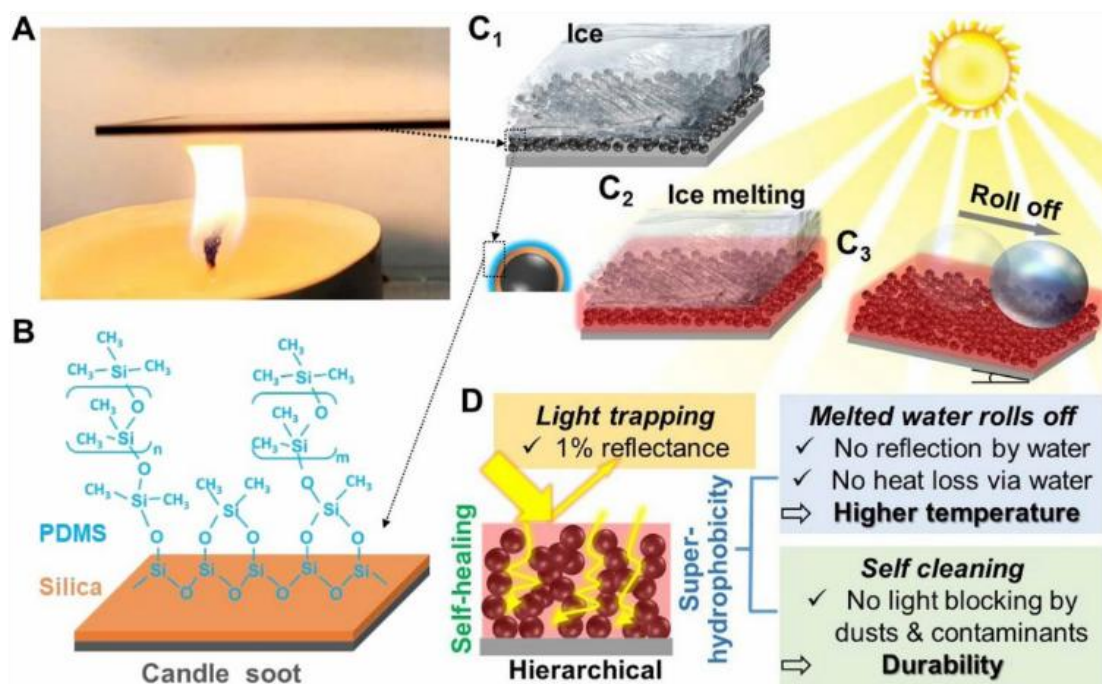 A
B
CH₃
CH₃
CH₃
Si
O
CH₃
Si
CH₃
n
O
CH₃
Si
CH₃
O
CH₃
CH₃
CH₃
Si
O
CH₃
Si
CH₃
m
O
CH₃
CH₃
Si
O
O
Si
CH₃
O
O
PDMS
Si
Si
Si
Si
Si
O
O
O
O
Silica
Candle soot
C₁
Ice
C₂
Ice melting
C₃
Roll off
D
Light trapping
✓ 1% reflectance
Self-healing
Hierarchical
Super-
hydrophobicity
Melted water rolls off
✓ No reflection by water
✓ No heat loss via water
⇨ Higher temperature
Self cleaning
✓ No light blocking by
dusts & contaminants
⇨ Durability